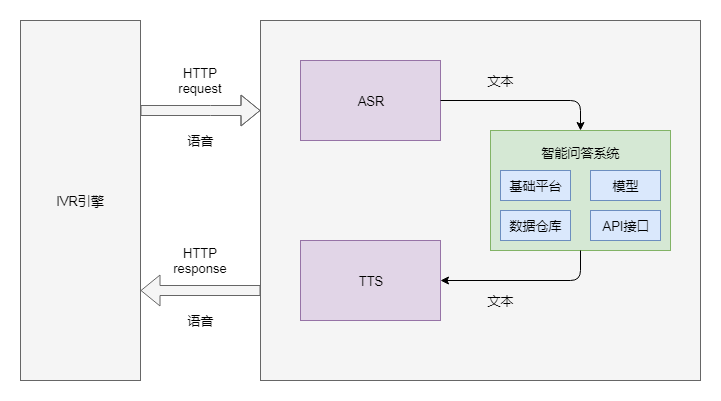 IVR引擎
HTTP
request
语音
HTTP
response
语音
ASR
文本
智能问答系统
基础平台
模型
数据仓库
API接口
TTS
文本